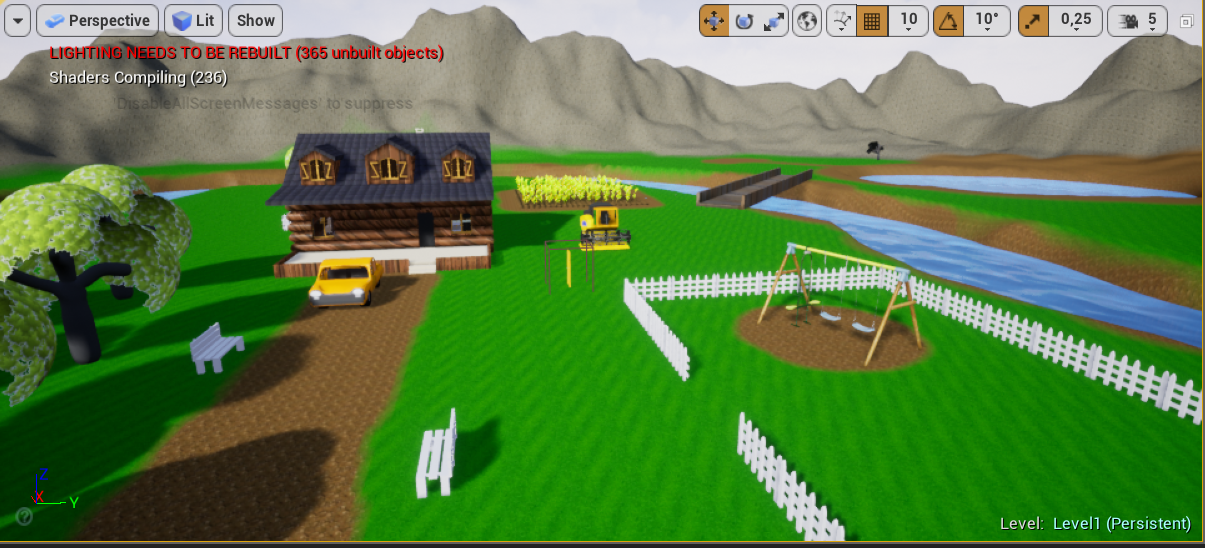 Perspective Lit Show 10 10° 0,25 5
LIGHTING NEEDS TO BE REBUILT (365 unbuilt objects)
Shaders Compiling (236)
DisableAllScreenMessages' to suppress
Z
X Y
?
Level: Level1 (Persistent)